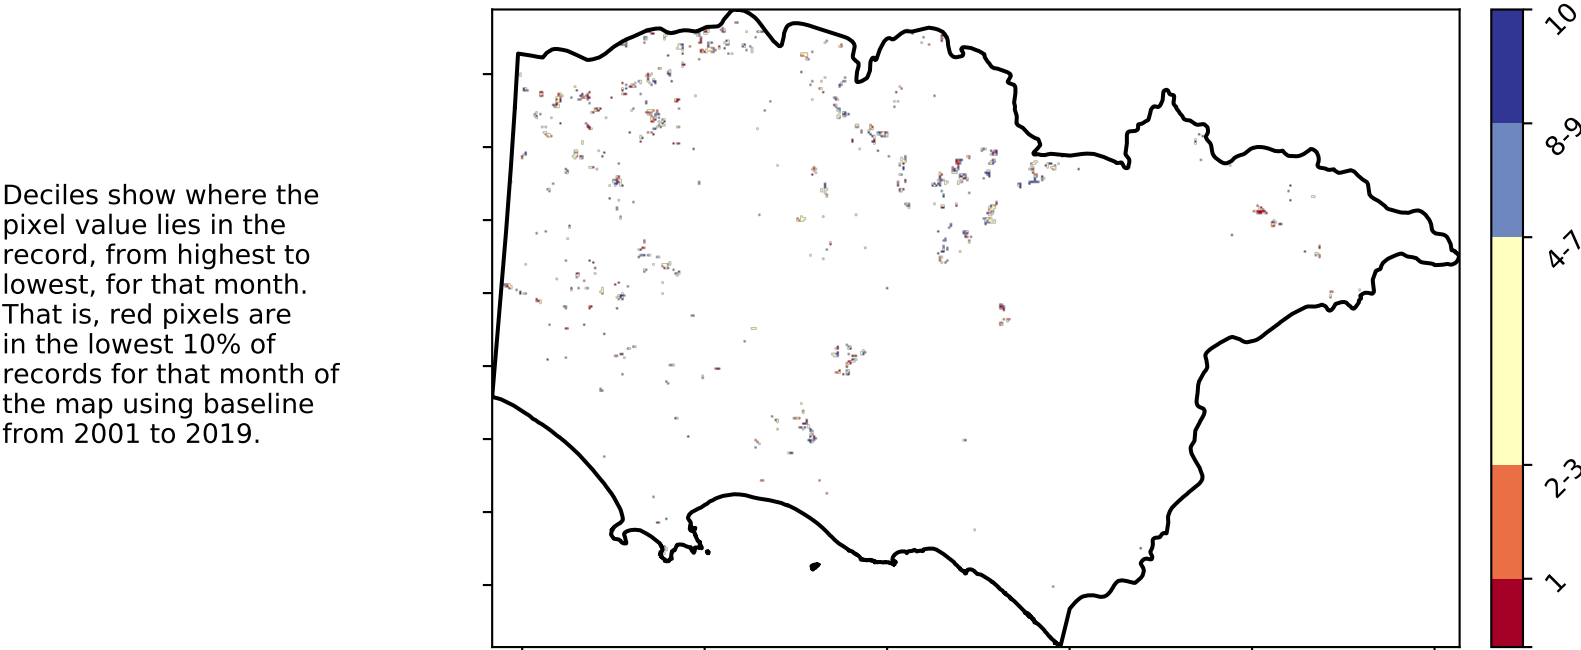 Deciles show where the
pixel value lies in the
record, from highest to
lowest, for that month.
That is, red pixels are
in the lowest 10% of
records for that month of
the map using baseline
from 2001 to 2019.
10
8-9
4-7
2-3
1